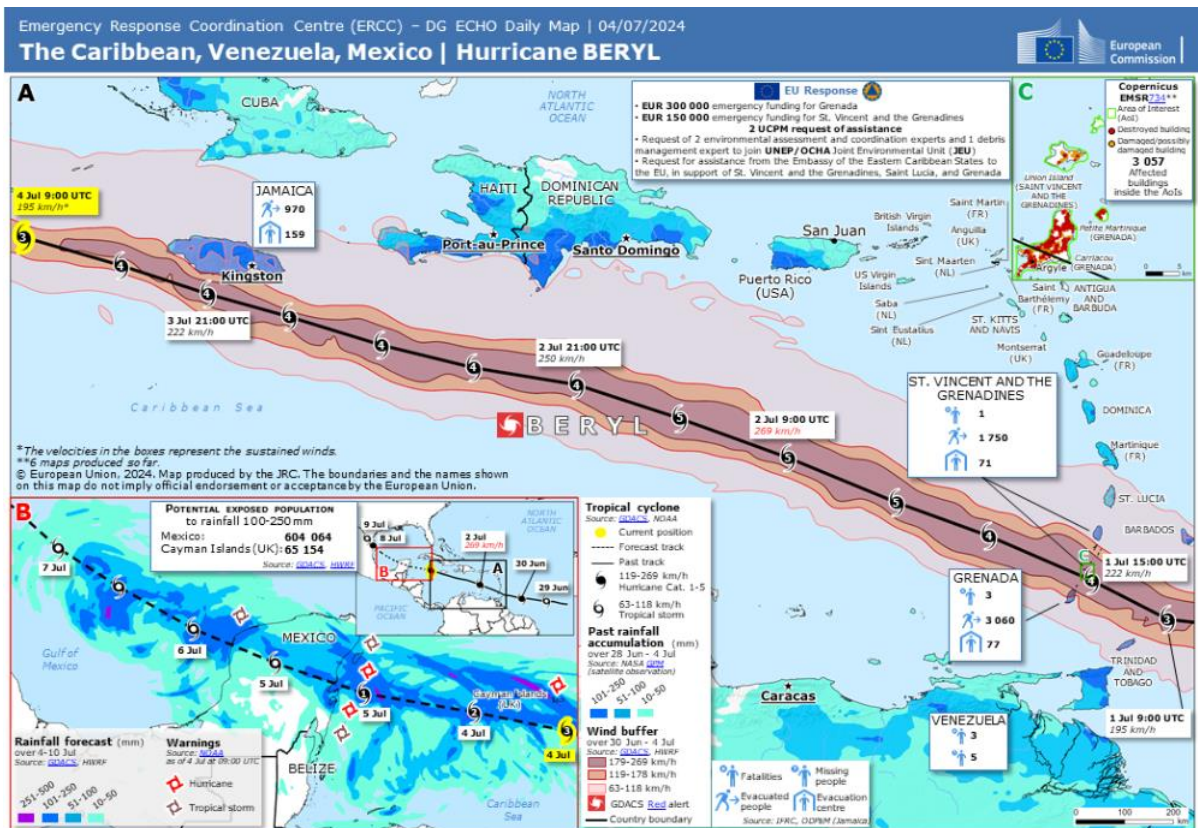 Emergency Response Coordination Centre (ERCC) – DG ECHO Daily Map | 04/07/2024
The Caribbean, Venezuela, Mexico | Hurricane BERYL
European
Commission
A
CUBA
NORTH
ATLANTIC
OCEAN
EU Response
• EUR 300 000 emergency funding for Grenada
• EUR 150 000 emergency funding for St. Vincent and the Grenadines
2 UCPM request of assistance
• Request of 2 environmental assessment and coordination experts and 1 debris
management expert to join UNEP/OCHA Joint Environmental Unit (JEU)
• Request for assistance from the Embassy of the Eastern Caribbean States to
the EU, in support of St. Vincent and the Grenadines, Saint Lucia, and Grenada
C
Copernicus
EMSR734**
Area of Interest
(AoI)
Destroyed building
Damaged/possibly
damaged building
3 057
Affected
buildings
inside the AoIs
Union Island
(SAINT VINCENT
AND THE
GRENADINES)
Petite Martinique
(GRENADA)
Carriacou
(GRENADA)
Argyle
0 5
km
4 Jul 9:00 UTC
195 km/h*
3
JAMAICA
970
159
HAITI
DOMINICAN
REPUBLIC
Port-au-Prince
Santo Domingo
Kingston
San Juan
Puerto Rico
(USA)
British Virgin
Islands
US Virgin
Islands
Saint Martin
(FR)
Anguilla
(UK)
Sint Maarten
(NL)
Saba
(NL)
Sint Eustatius
(NL)
Saint
Barthélemy
(FR)
ST. KITTS
AND NAVIS
ANTIGUA
AND
BARBUDA
Montserrat
(UK)
Guadeloupe
(FR)
DOMINICA
Martinique
(FR)
ST. LUCIA
BARBADOS
4
4
4
4
4
4
5
5
5
4
4
3
3 Jul 21:00 UTC
222 km/h
2 Jul 21:00 UTC
250 km/h
2 Jul 9:00 UTC
269 km/h
1 Jul 15:00 UTC
222 km/h
1 Jul 9:00 UTC
195 km/h
Caribbean Sea
BERYL
ST. VINCENT AND THE
GRENADINES
1
1 750
71
C
GRENADA
3
3 060
77
TRINIDAD
AND
TOBAGO
Caracas
VENEZUELA
3
5
*The velocities in the boxes represent the sustained winds.
**6 maps produced so far.
© European Union, 2024. Map produced by the JRC. The boundaries and the names shown
on this map do not imply official endorsement or acceptance by the European Union.
B
POTENTIAL EXPOSED POPULATION
to rainfall 100-250 mm
Mexico: 604 064
Cayman Islands (UK): 65 154
Source: GDACS, HWRF
9 Jul
8 Jul
NORTH
ATLANTIC
OCEAN
2 Jul
269 km/h
30 Jun
29 Jun
A
B
PACIFIC
OCEAN
7 Jul
6 Jul
5 Jul
5 Jul
4 Jul
4 Jul
1
2
3
Gulf of
Mexico
MEXICO
Cayman Islands
(UK)
BELIZE
Caribbean
Sea
Rainfall forecast (mm)
over 4-10 Jul
Source: GDACS, HWRF
251-500
101-250
51-100
10-50
Warnings
Source: NOAA
as of 4 Jul at 09:00 UTC
Hurricane
Tropical storm
Tropical cyclone
Source: GDACS, NOAA
Current position
Forecast track
Past track
119-269 km/h
Hurricane Cat. 1-5
63-118 km/h
Tropical storm
Past rainfall
accumulation (mm)
over 28 Jun - 4 Jul
Source: NASA GPM
(satellite observation)
101-250
51-100
10-50
Wind buffer
over 30 Jun - 4 Jul
Source: GDACS, HWRF
179-269 km/h
119-178 km/h
63-118 km/h
GDACS Red alert
Country boundary
Fatalities
Missing
people
Evacuated
people
Evacuation
centre
Source: IFRC, ODPEM (Jamaica)
0 100 200
km